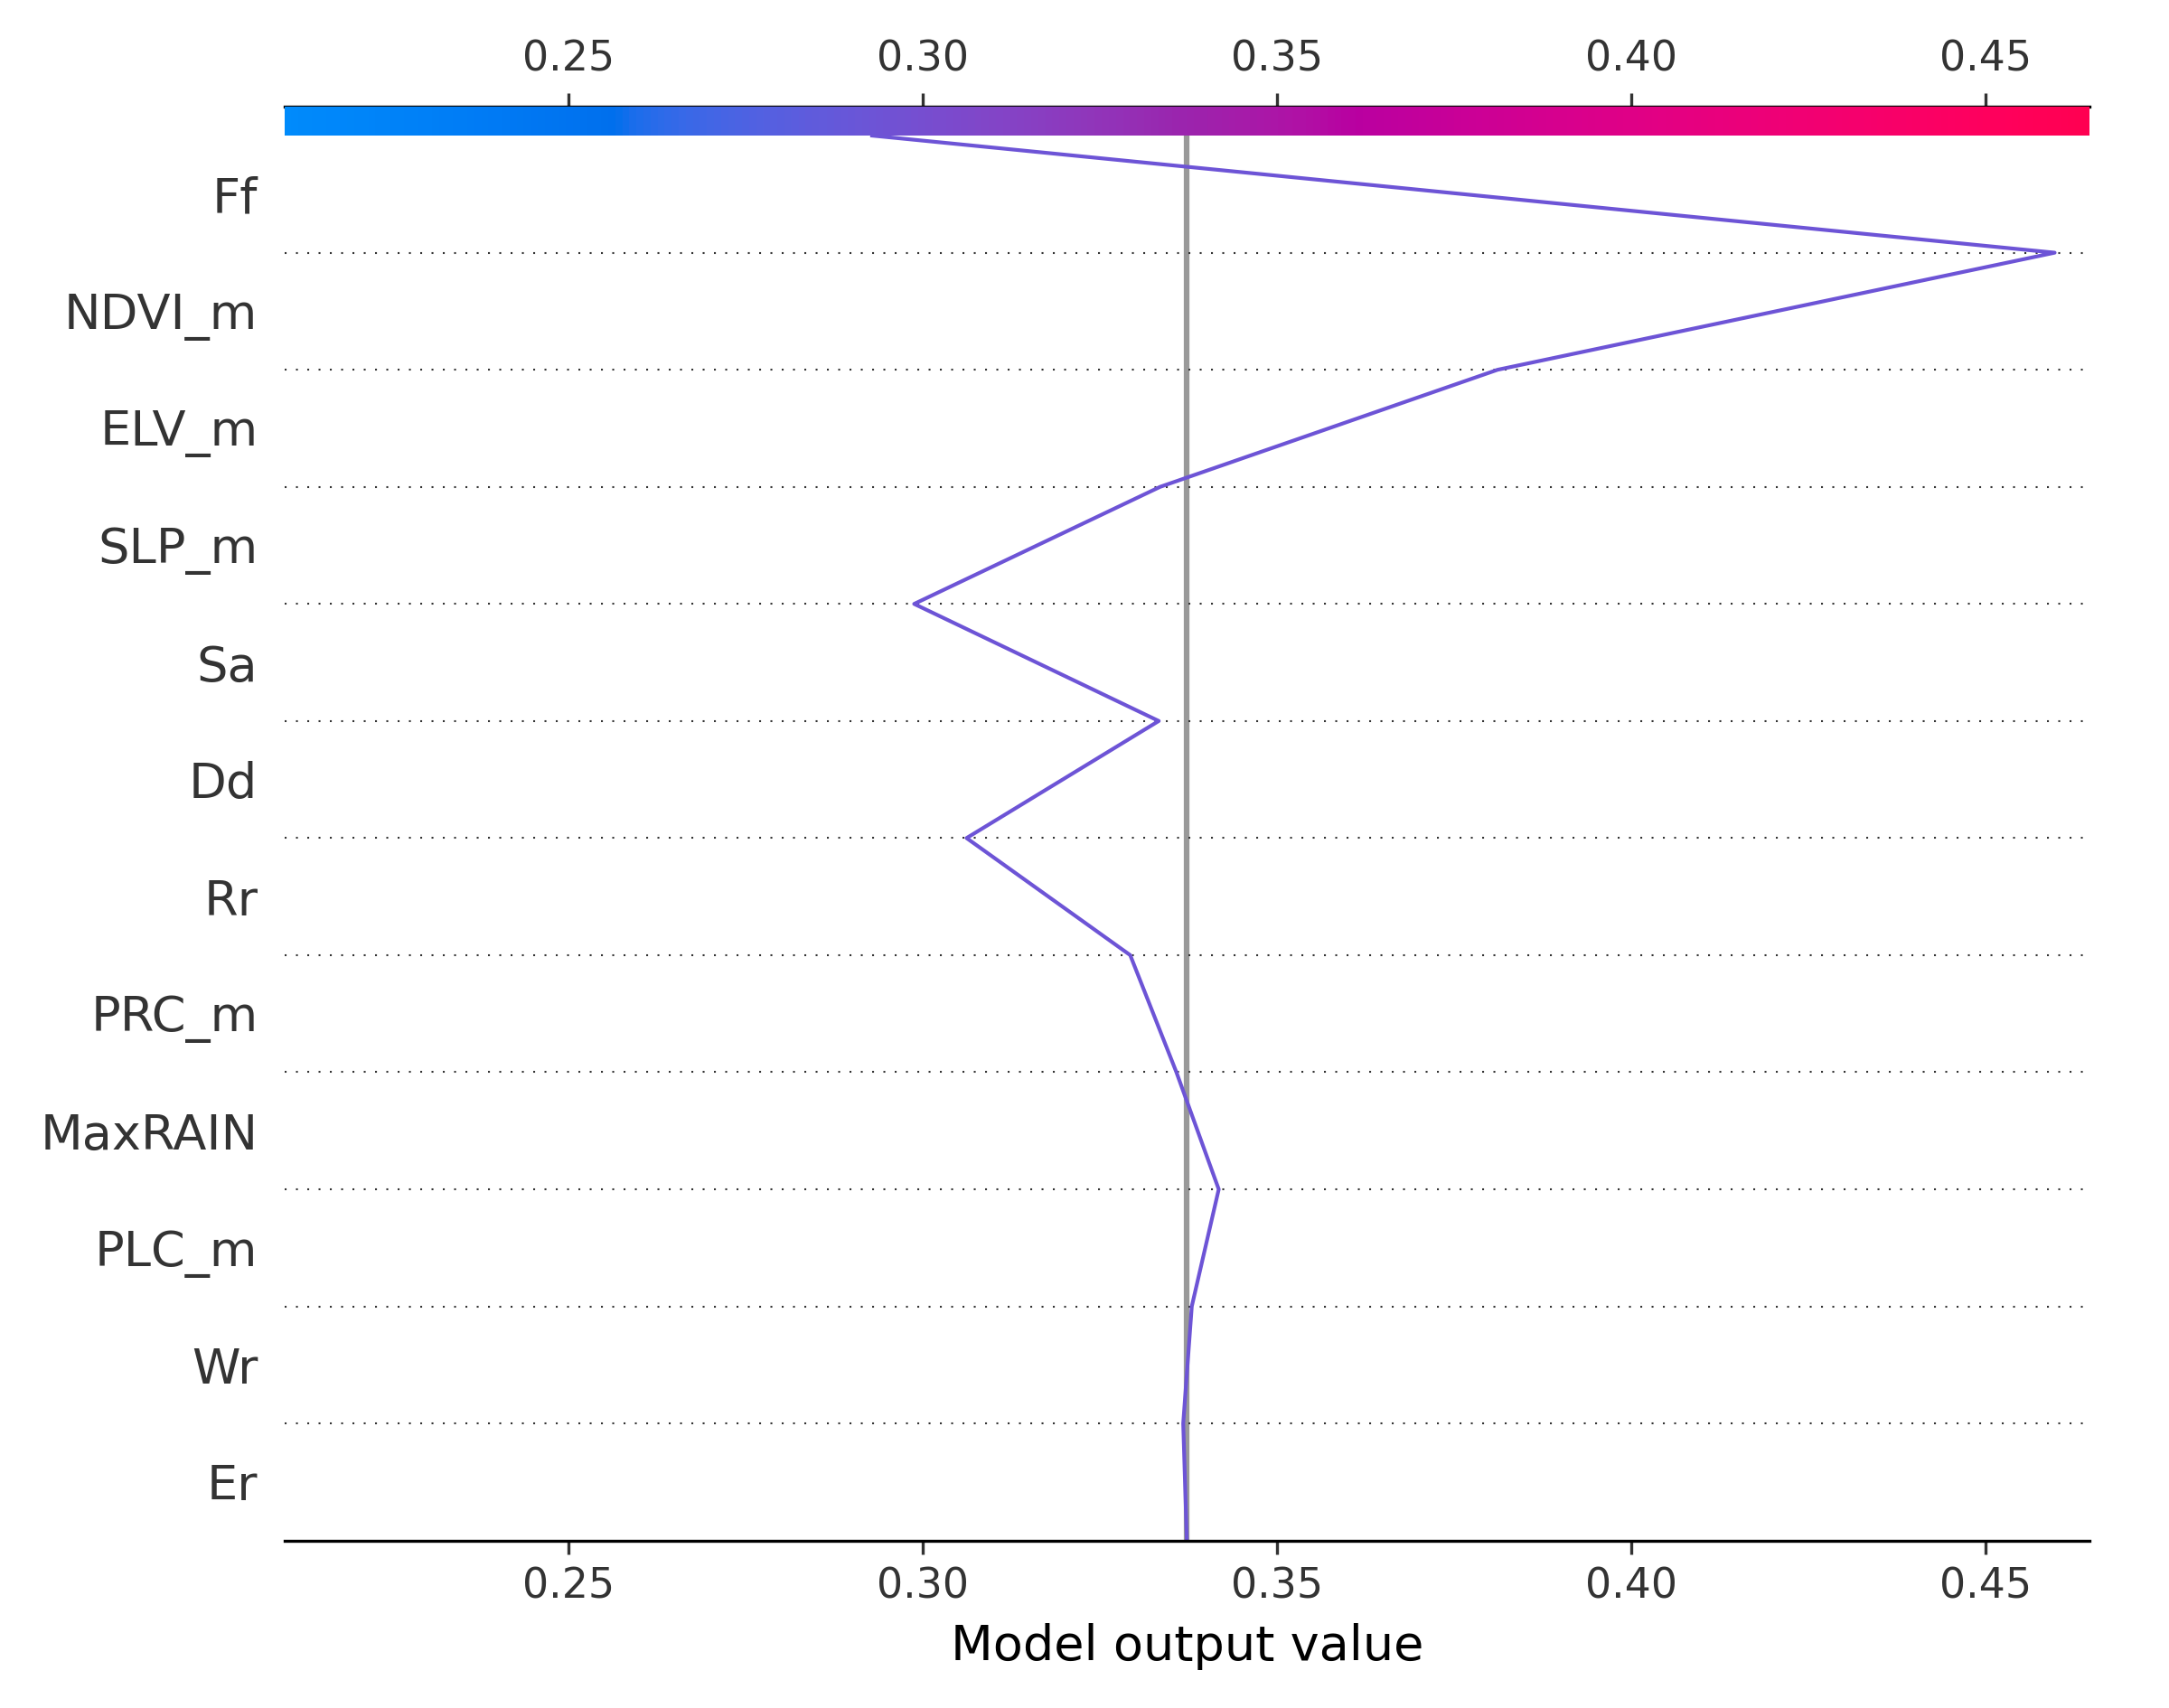 0.25 0.30 0.35 0.40 0.45
Ff
NDVI_m
ELV_m
SLP_m
Sa
Dd
Rr
PRC_m
MaxRAIN
PLC_m
Wr
Er
0.25 0.30 0.35 0.40 0.45
Model output value